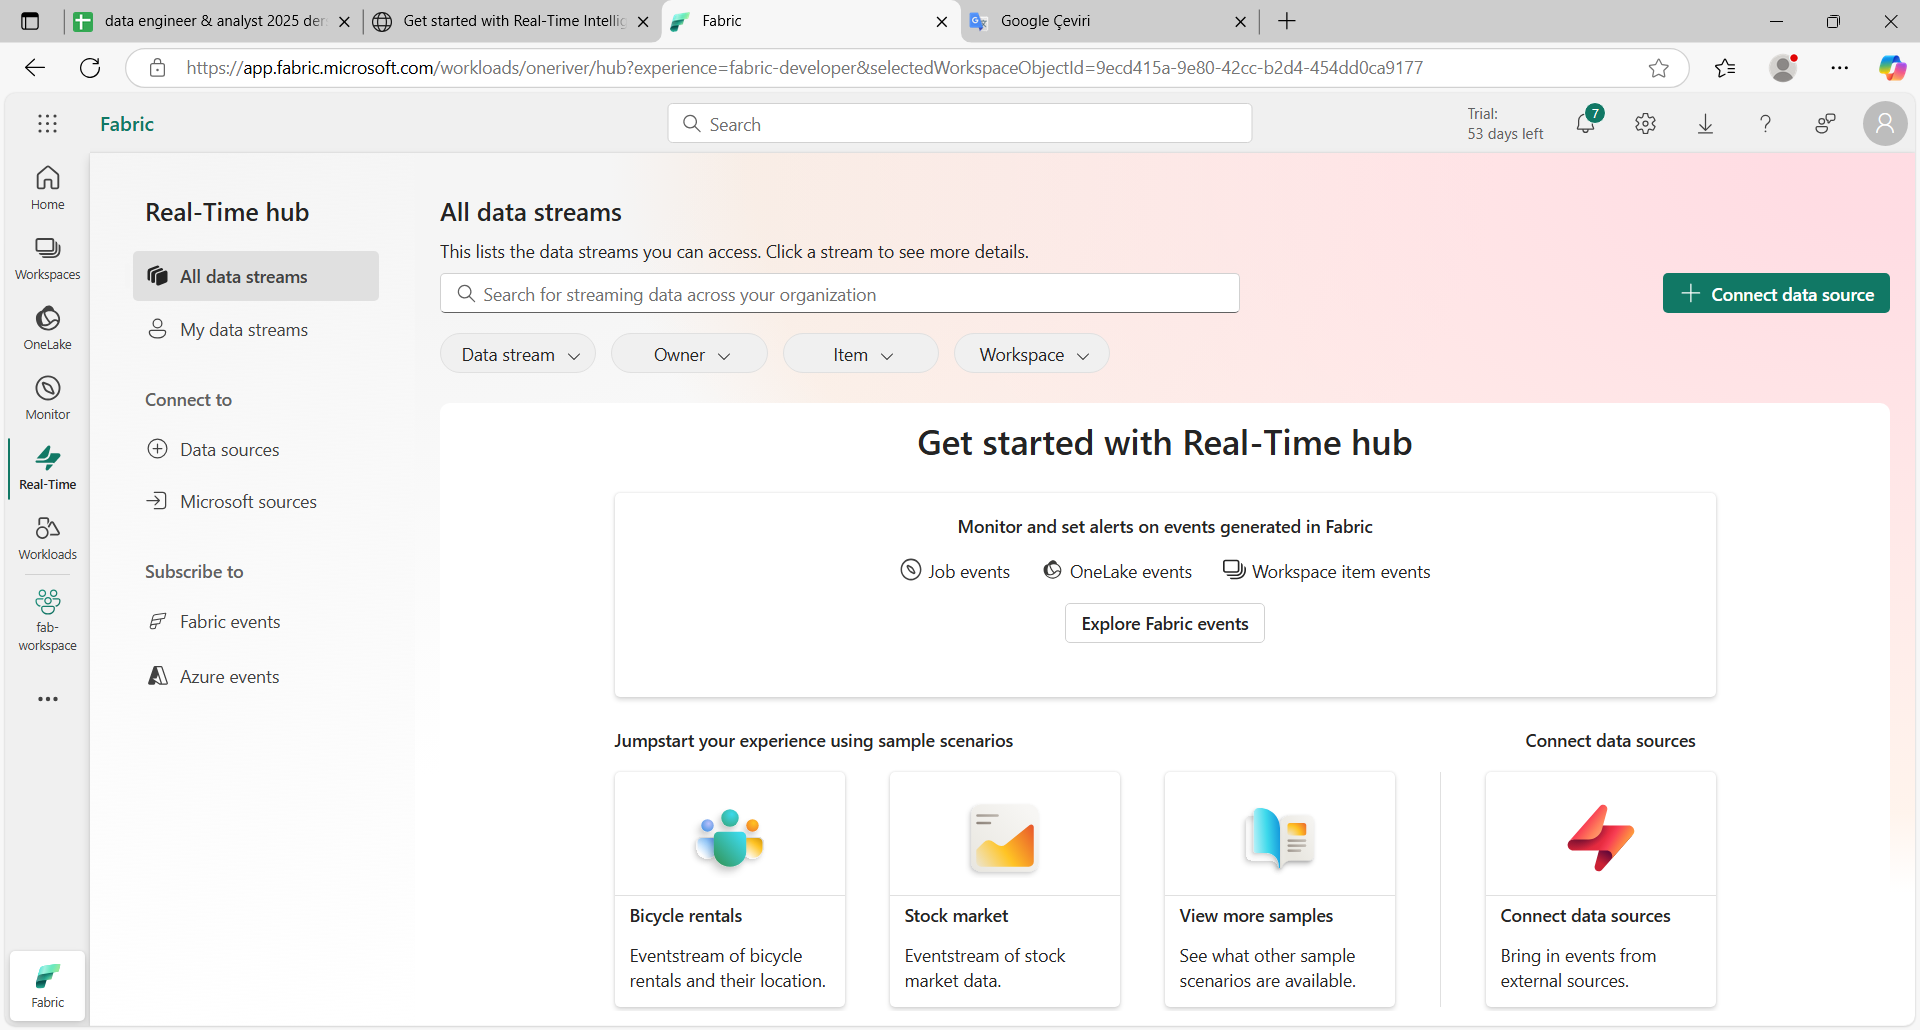 data engineer & analyst 2025 der
Get started with Real-Time Intellig
Fabric
Google Çeviri
https://app.fabric.microsoft.com/workloads/oneriver/hub?experience=fabric-developer&selectedWorkspaceObjectId=9ecd415a-9e80-42cc-b2d4-454dd0ca9177
Fabric
Search
Trial:
53 days left
7
Home
Workspaces
OneLake
Monitor
Real-Time
Workloads
fab-
workspace
Fabric
Real-Time hub
All data streams
My data streams
Connect to
Data sources
Microsoft sources
Subscribe to
Fabric events
Azure events
All data streams
This lists the data streams you can access. Click a stream to see more details.
Search for streaming data across your organization
Connect data source
Data stream
Owner
Item
Workspace
Get started with Real-Time hub
Monitor and set alerts on events generated in Fabric
Job events
OneLake events
Workspace item events
Explore Fabric events
Jumpstart your experience using sample scenarios
Connect data sources
Bicycle rentals
Eventstream of bicycle
rentals and their location.
Stock market
Eventstream of stock
market data.
View more samples
See what other sample
scenarios are available.
Connect data sources
Bring in events from
external sources.